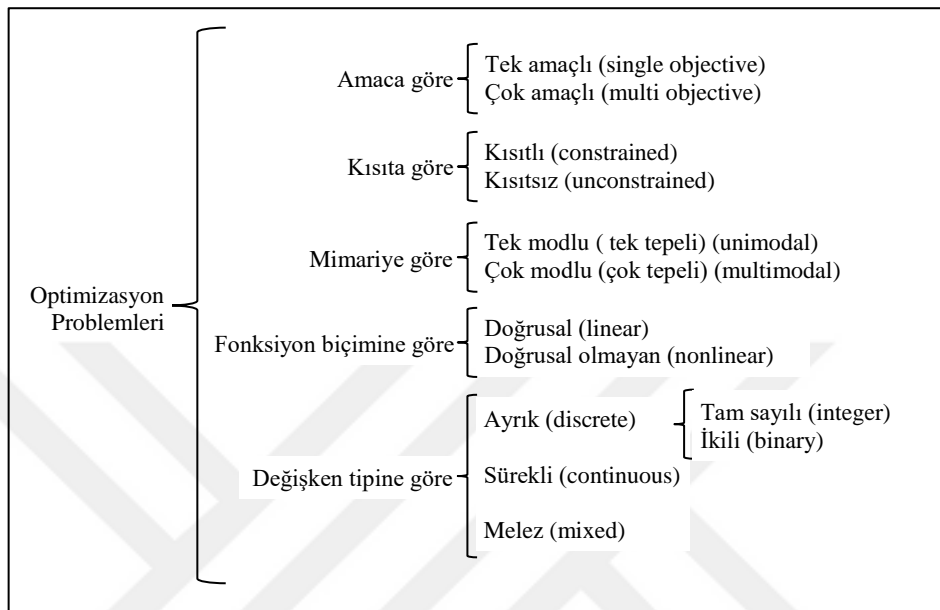 Optimizasyon
Problemleri
Amaca göre
Tek amaçlı (single objective)
Çok amaçlı (multi objective)
Kısıta göre
Kısıtlı (constrained)
Kısıtsız (unconstrained)
Mimariye göre
Tek modlu ( tek tepeli) (unimodal)
Çok modlu (çok tepeli) (multimodal)
Fonksiyon biçimine göre
Doğrusal (linear)
Doğrusal olmayan (nonlinear)
Değişken tipine göre
Ayrık (discrete)
Tam sayılı (integer)
İkili (binary)
Sürekli (continuous)
Melez (mixed)